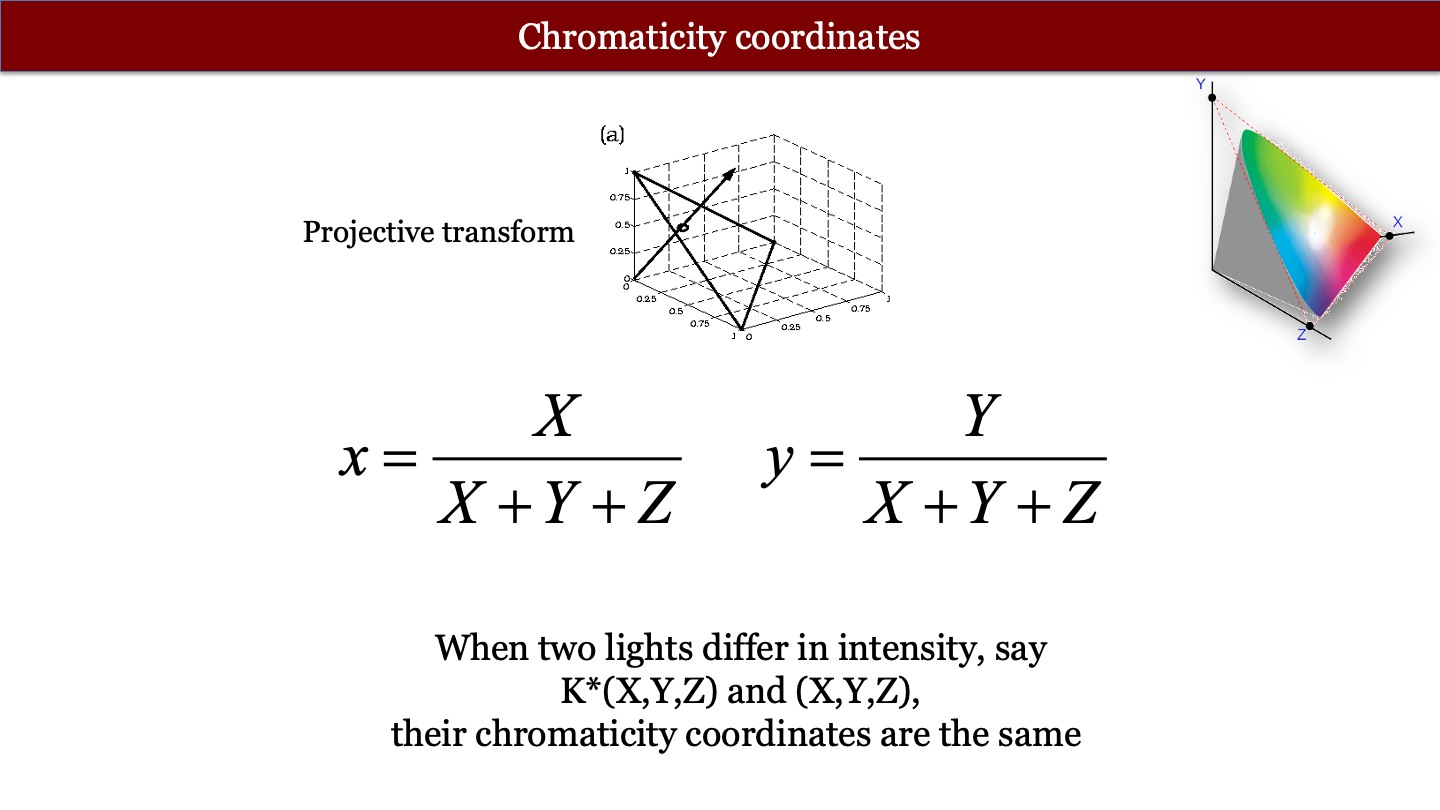 Chromaticity coordinates
Y
X
Z
(a)
Projective transform
1
0.75
0.5
0.25
0
0
0.25
0.5
0.75
1
0
0.25
0.5
0.75
1
x = X / (X + Y + Z)
y = Y / (X + Y + Z)
When two lights differ in intensity, say
K*(X,Y,Z) and (X,Y,Z),
their chromaticity coordinates are the same